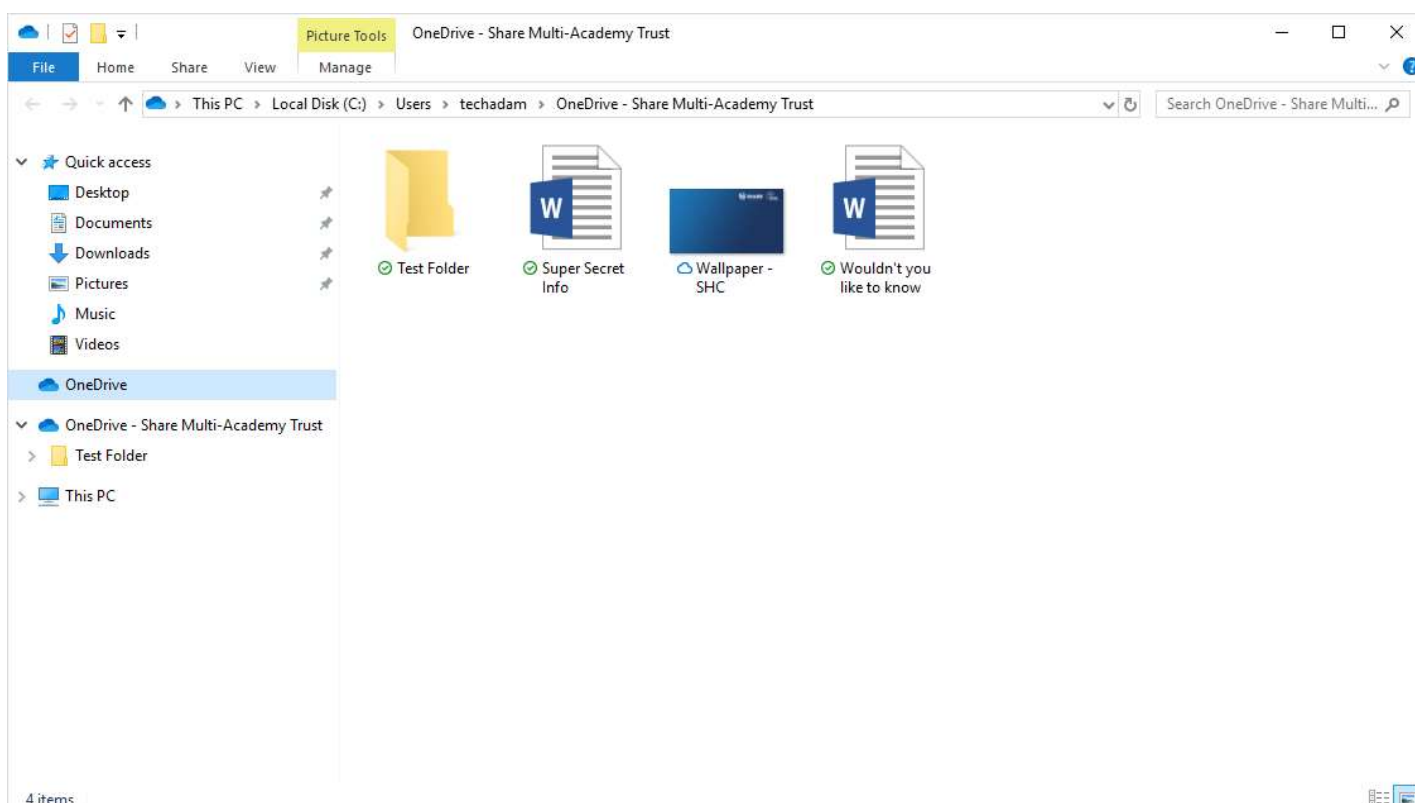 Picture Tools
OneDrive - Share Multi-Academy Trust
File
Home
Share
View
Manage
This PC > Local Disk (C:) > Users > techadam > OneDrive - Share Multi-Academy Trust
Search OneDrive - Share Multi...
Quick access
Desktop
Documents
Downloads
Pictures
Music
Videos
OneDrive
OneDrive - Share Multi-Academy Trust
Test Folder
This PC
Test Folder
W
Super Secret
Info
Wallpaper -
SHC
W
Wouldn't you
like to know
4 items